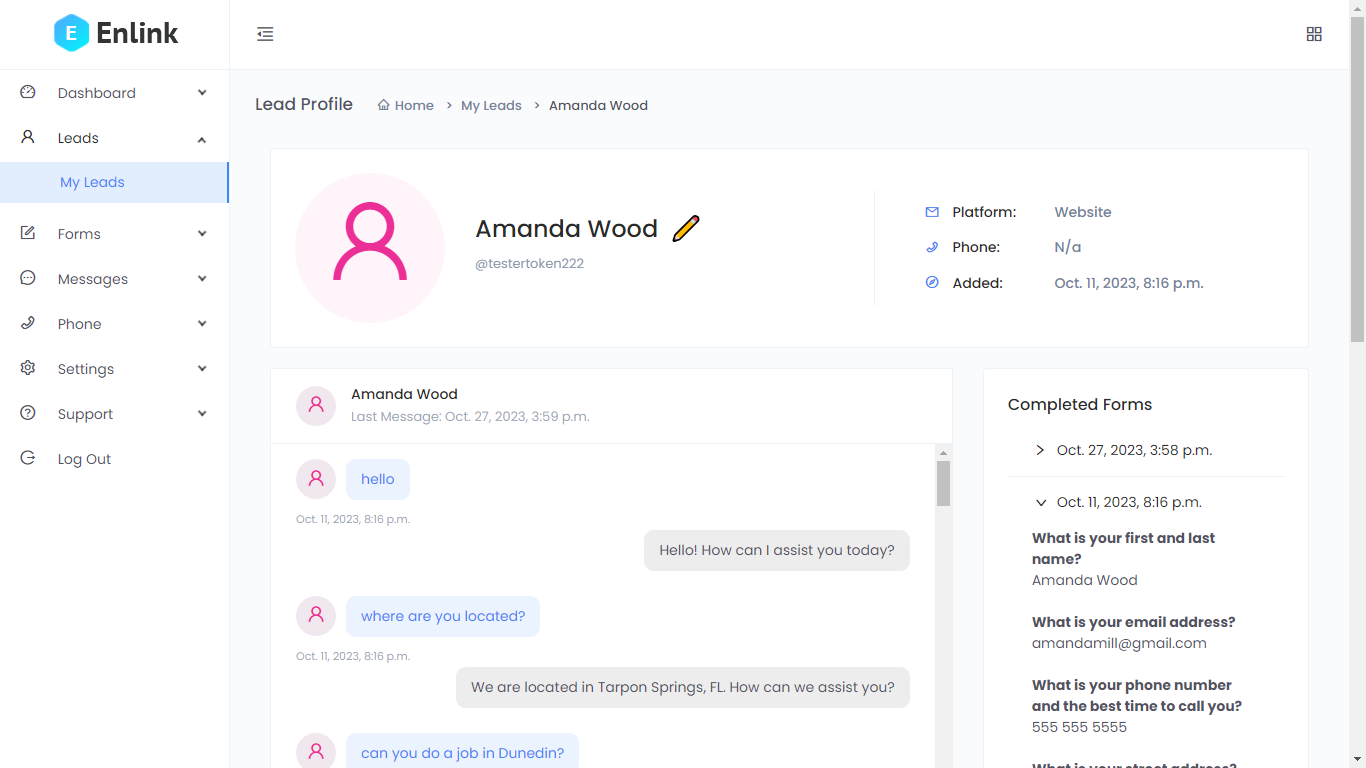 E Enlink
Dashboard
Leads
My Leads
Forms
Messages
Phone
Settings
Support
Log Out
Lead Profile Home > My Leads > Amanda Wood
Amanda Wood
@testertoken222
Platform: Website
Phone: N/a
Added: Oct. 11, 2023, 8:16 p.m.
Amanda Wood
Last Message: Oct. 27, 2023, 3:59 p.m.
hello
Oct. 11, 2023, 8:16 p.m.
Hello! How can I assist you today?
where are you located?
Oct. 11, 2023, 8:16 p.m.
We are located in Tarpon Springs, FL. How can we assist you?
can you do a job in Dunedin?
Completed Forms
Oct. 27, 2023, 3:58 p.m.
Oct. 11, 2023, 8:16 p.m.
What is your first and last
name?
Amanda Wood
What is your email address?
amandamill@gmail.com
What is your phone number
and the best time to call you?
555 555 5555
What is your street address?